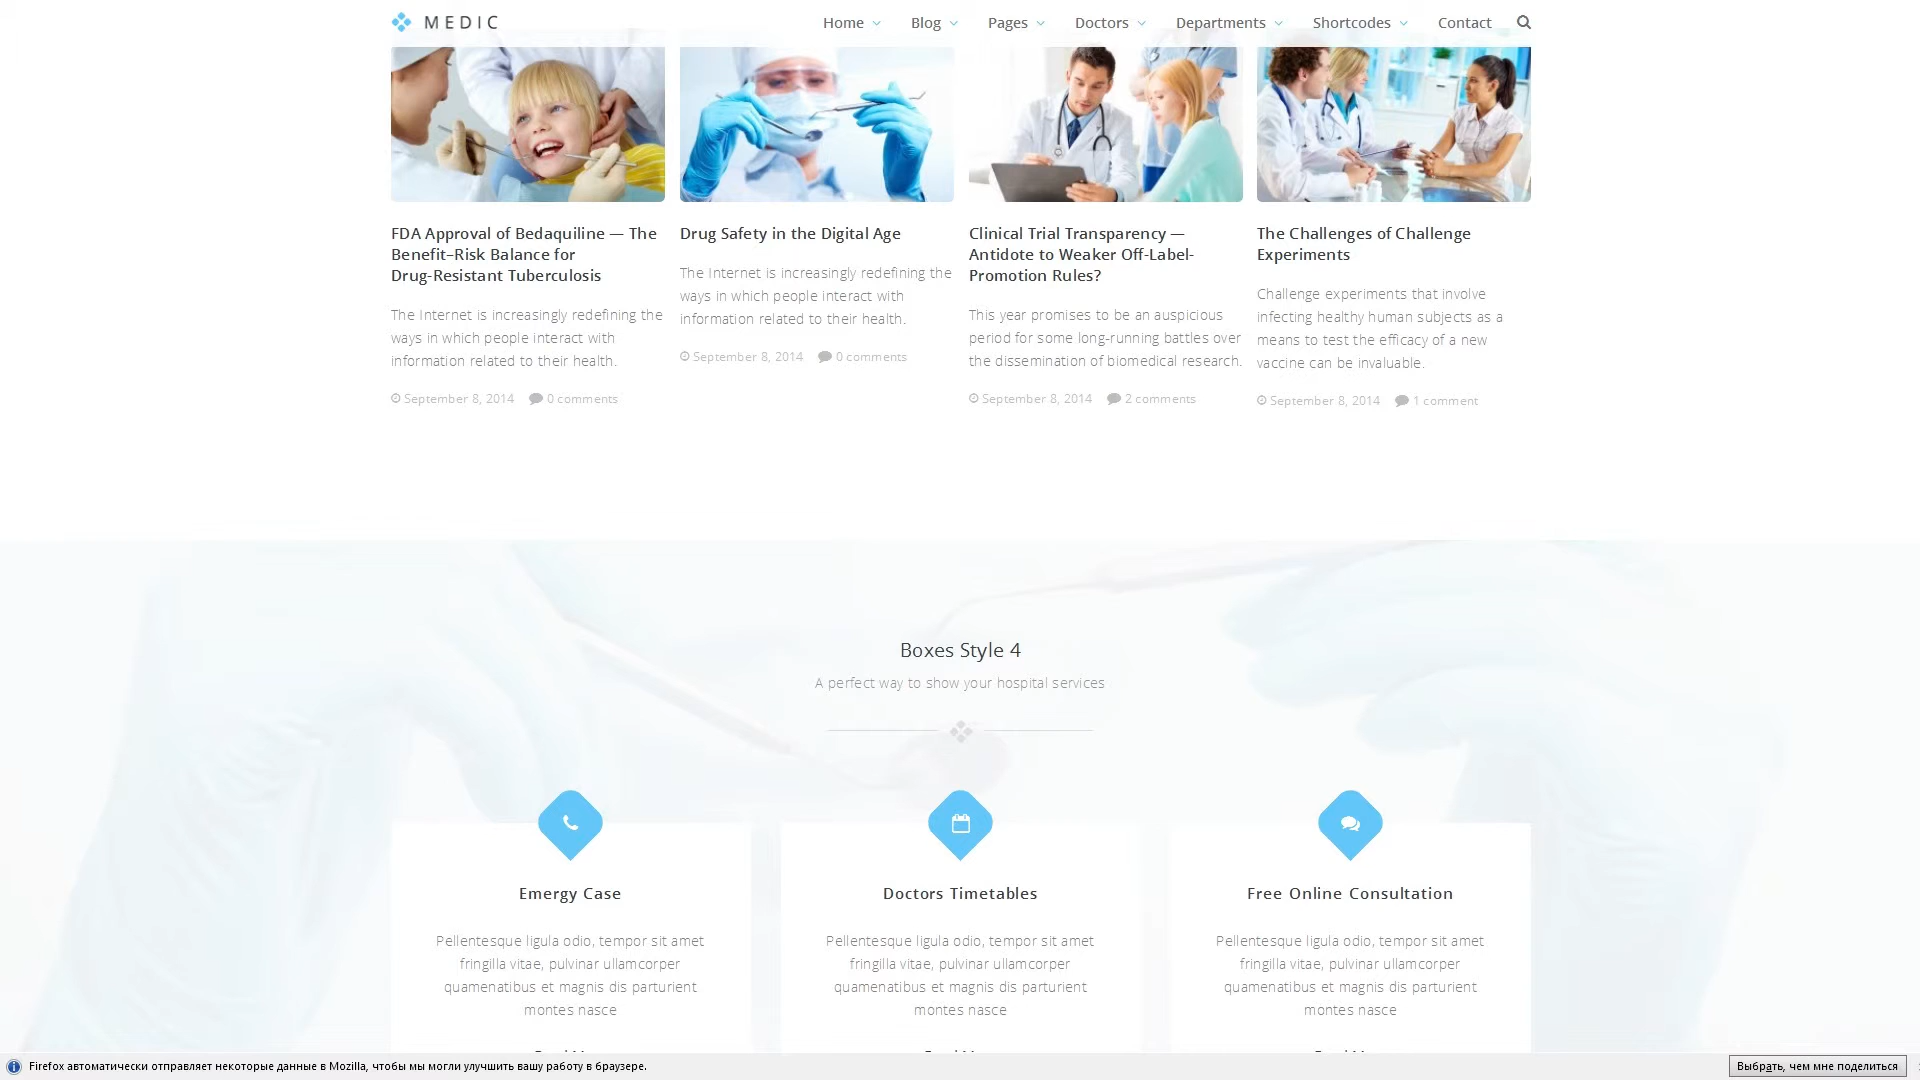 MEDIC
Home Blog Pages Doctors Departments Shortcodes Contact
FDA Approval of Bedaquiline — The
Benefit–Risk Balance for
Drug-Resistant Tuberculosis
The Internet is increasingly redefining the
ways in which people interact with
information related to their health.
September 8, 2014 0 comments
Drug Safety in the Digital Age
The Internet is increasingly redefining the
ways in which people interact with
information related to their health.
September 8, 2014 0 comments
Clinical Trial Transparency —
Antidote to Weaker Off-Label-
Promotion Rules?
This year promises to be an auspicious
period for some long-running battles over
the dissemination of biomedical research.
September 8, 2014 2 comments
The Challenges of Challenge
Experiments
Challenge experiments that involve
infecting healthy human subjects as a
means to test the efficacy of a new
vaccine can be invaluable.
September 8, 2014 1 comment
Boxes Style 4
A perfect way to show your hospital services
Emergy Case
Pellentesque ligula odio, tempor sit amet
fringilla vitae, pulvinar ullamcorper
quamenatibus et magnis dis parturient
montes nasce
Doctors Timetables
Pellentesque ligula odio, tempor sit amet
fringilla vitae, pulvinar ullamcorper
quamenatibus et magnis dis parturient
montes nasce
Free Online Consultation
Pellentesque ligula odio, tempor sit amet
fringilla vitae, pulvinar ullamcorper
quamenatibus et magnis dis parturient
montes nasce
Firefox автоматически отправляет некоторые данные в Mozilla, чтобы мы могли улучшить вашу работу в браузере.
Выбрать, чем мне поделиться